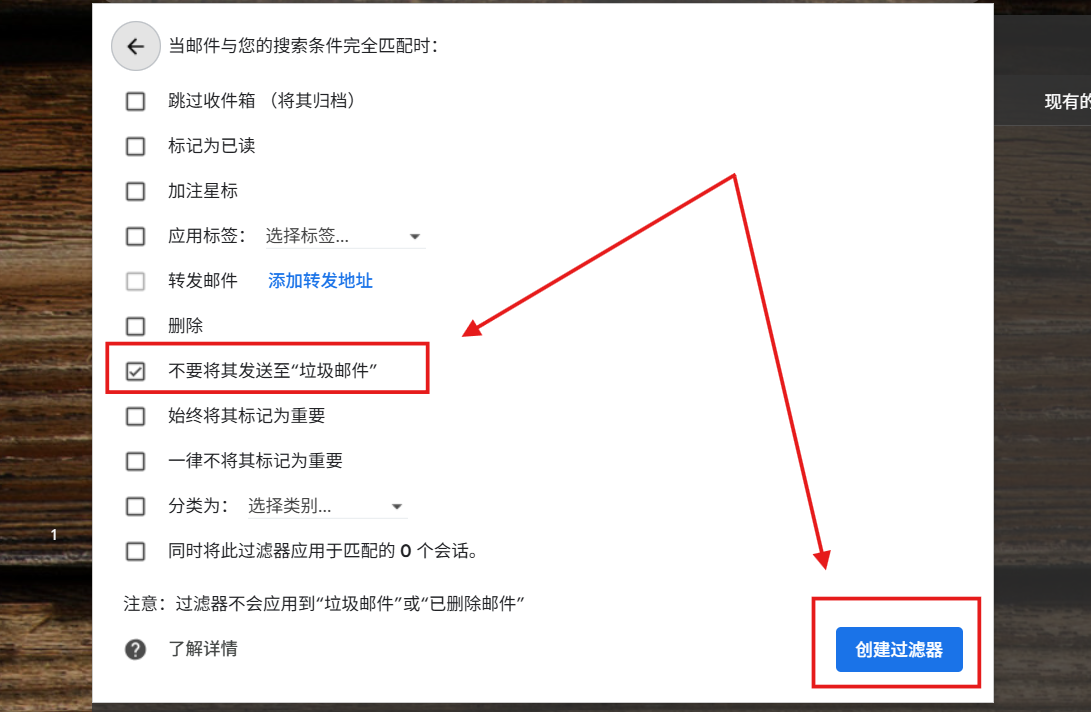 当邮件与您的搜索条件完全匹配时：
跳过收件箱 （将其归档）
标记为已读
加注星标
应用标签： 选择标签...
转发邮件 添加转发地址
删除
不要将其发送至“垃圾邮件”
始终将其标记为重要
一律不将其标记为重要
分类为： 选择类别...
同时将此过滤器应用于匹配的 0 个会话。
注意：过滤器不会应用到“垃圾邮件”或“已删除邮件”
了解详情
创建过滤器
现有的
1